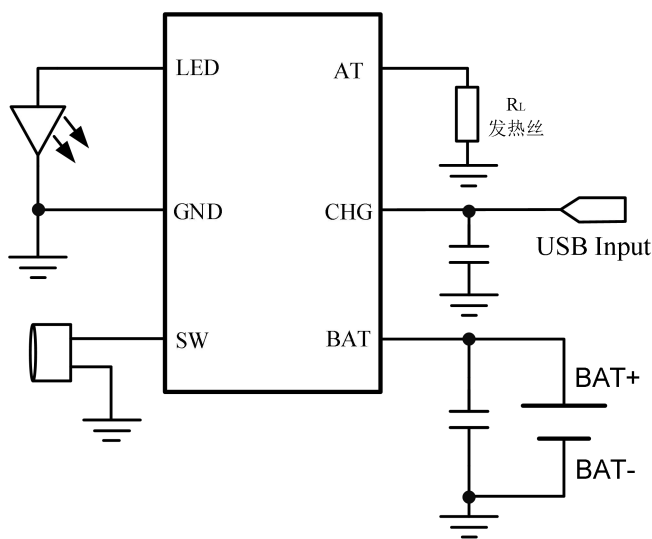 LED
AT
RL
发热丝
GND
CHG
USB Input
SW
BAT
BAT+
BAT-